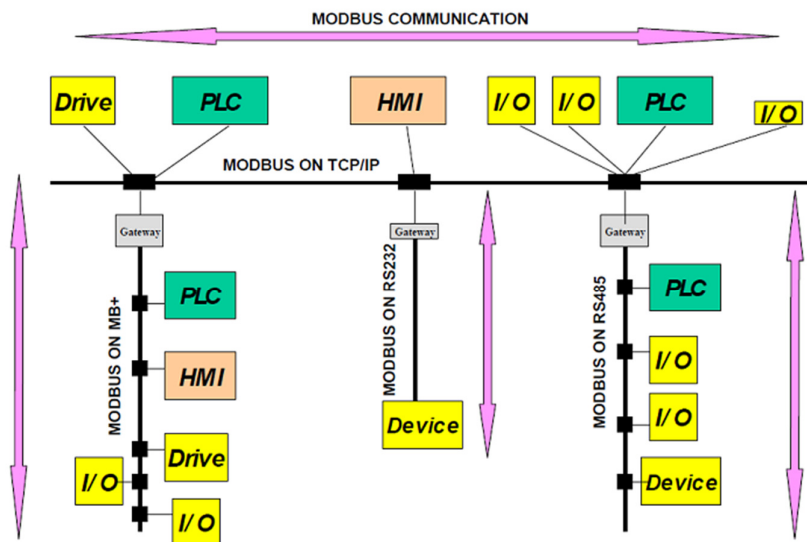 MODBUS COMMUNICATION
Drive
PLC
HMI
I/O
I/O
PLC
I/O
MODBUS ON TCP/IP
Gateway
Gateway
Gateway
MODBUS ON MB+
PLC
HMI
Drive
I/O
I/O
MODBUS ON RS232
Device
MODBUS ON RS485
PLC
I/O
I/O
Device